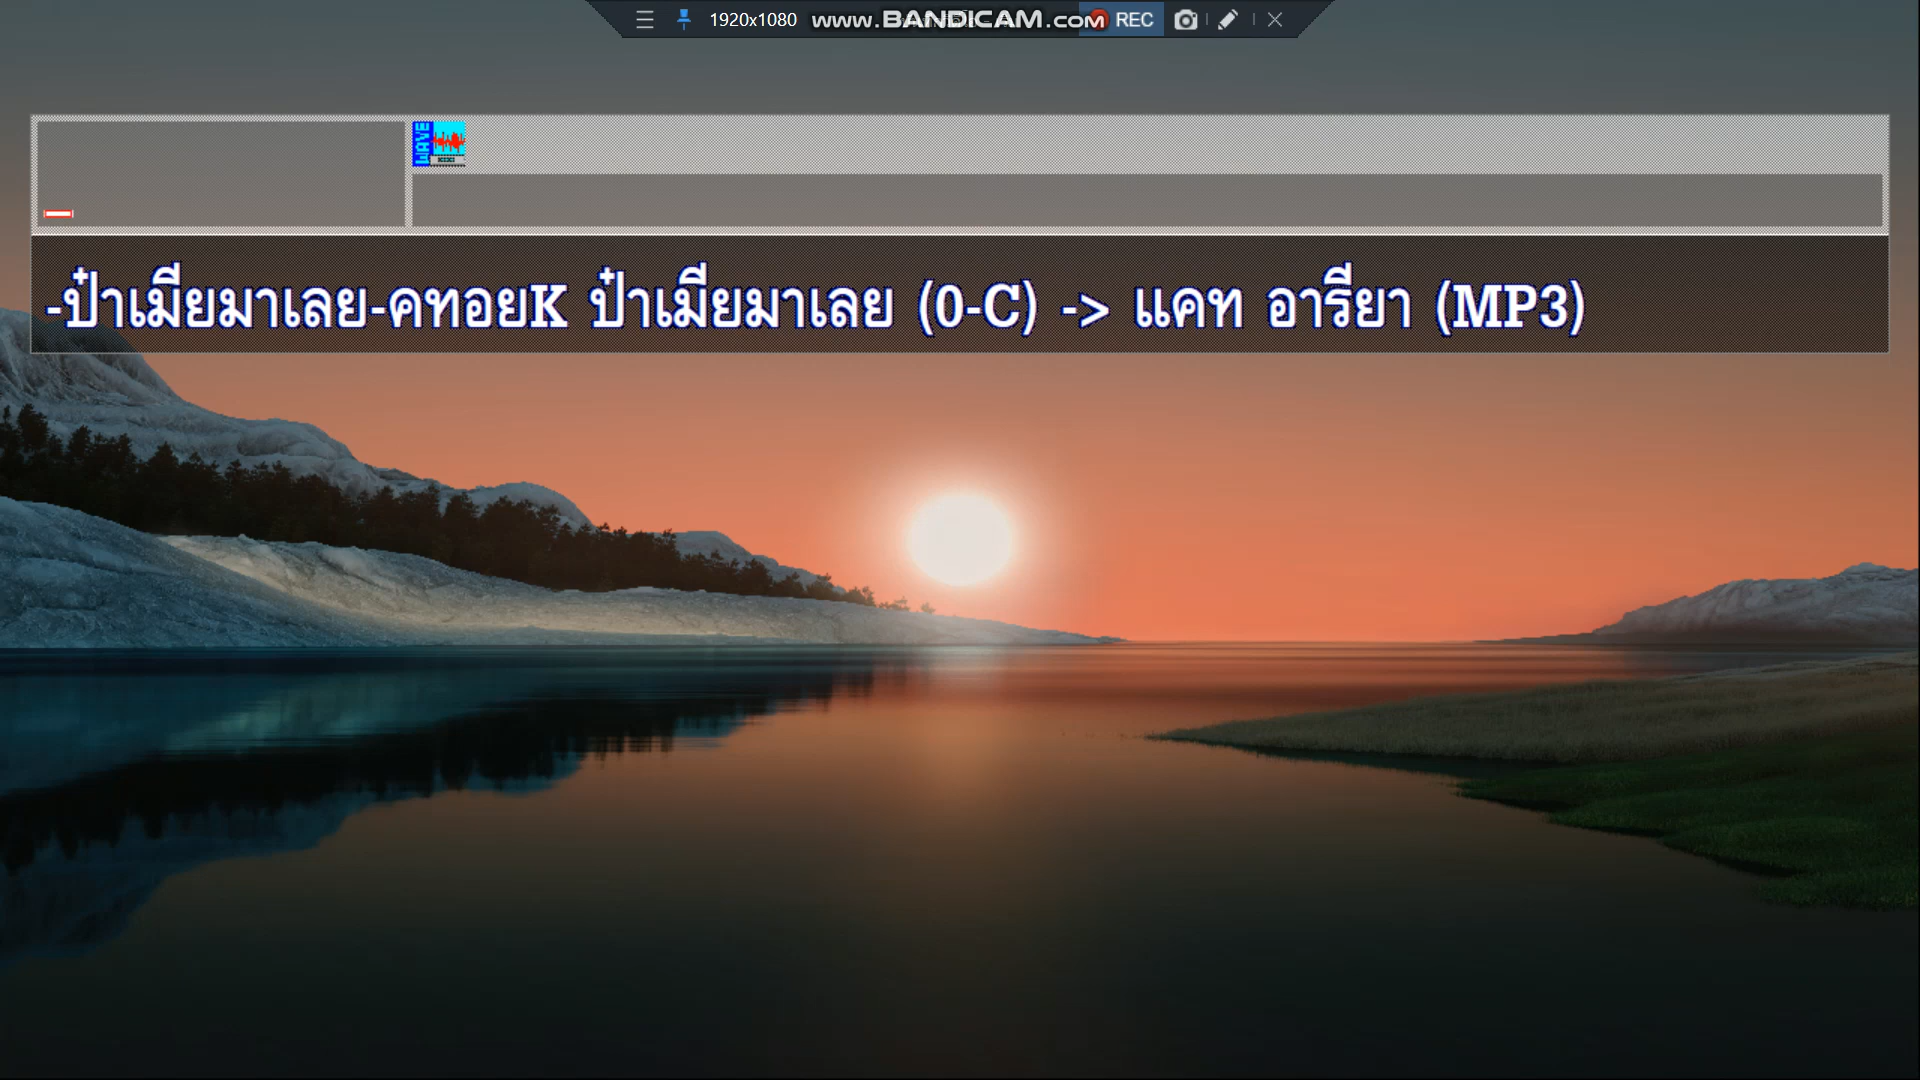 1920x1080 www.BANDICAM.com REC
WAVE
-ป๋าเมียมาเลย-คทอยK ป๋าเมียมาเลย (0-C) -> แคท อารียา (MP3)